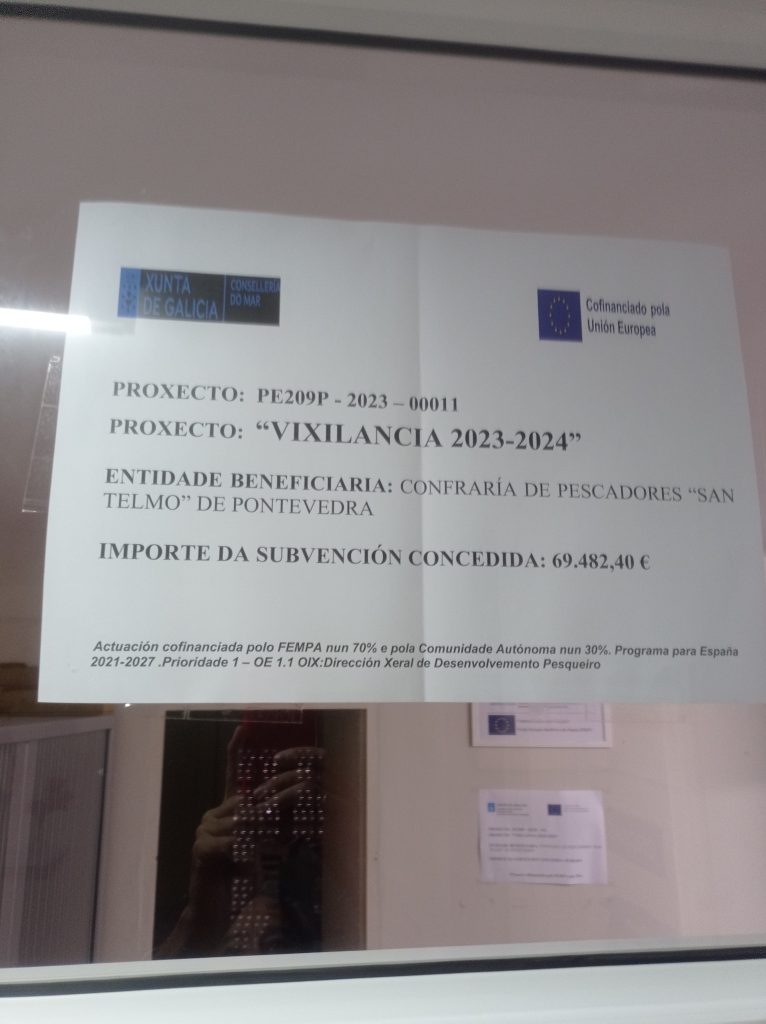 XUNTA
DE GALICIA
CONSELLERÍA
DO MAR
Cofinanciado pola
Unión Europea
PROXECTO: PE209P - 2023 – 00011
PROXECTO: “VIXILANCIA 2023-2024”
ENTIDADE BENEFICIARIA: CONFRARÍA DE PESCADORES “SAN
TELMO” DE PONTEVEDRA
IMPORTE DA SUBVENCIÓN CONCEDIDA: 69.482,40 €
Actuación cofinanciada polo FEMPA nun 70% e pola Comunidade Autónoma nun 30%. Programa para España
2021-2027 .Prioridade 1 – OE 1.1 OIX:Dirección Xeral de Desenvolvemento Pesqueiro